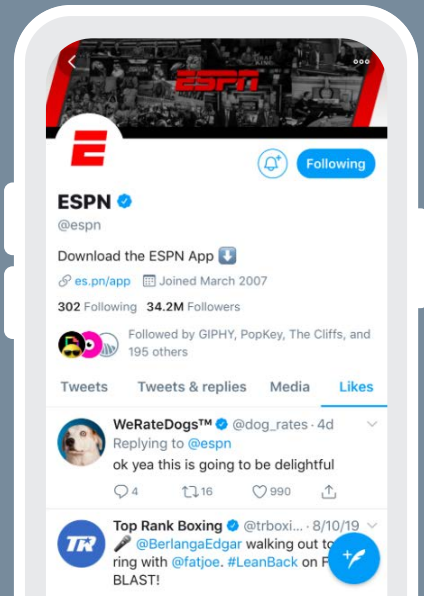 ESPN
E
Following
ESPN
@espn
Download the ESPN App
es.pn/app Joined March 2007
302 Following 34.2M Followers
Followed by GIPHY, PopKey, The Cliffs, and
195 others
Tweets Tweets & replies Media Likes
WeRateDogs™ @dog_rates · 4d
Replying to @espn
ok yea this is going to be delightful
4 16 990
TR
Top Rank Boxing @trboxi... · 8/10/19
🎤 @BerlangaEdgar walking out
ring with @fatjoe. #LeanBack on
BLAST!